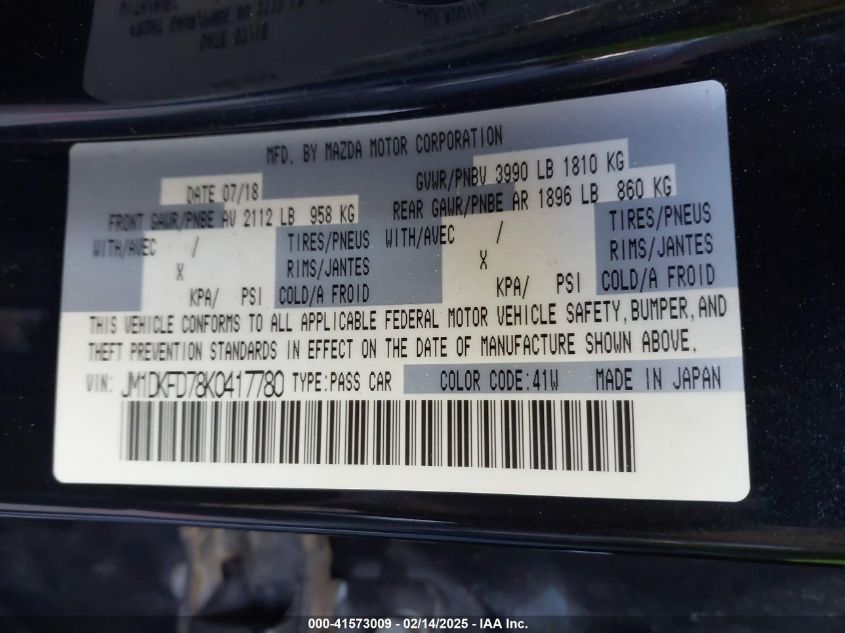 MFD. BY MAZDA MOTOR CORPORATION
DATE 07/18 GVWR/PNBV 3990 LB 1810 KG
FRONT GAWR/PNBE AV 2112 LB 958 KG REAR GAWR/PNBE AR 1896 LB 860 KG
WITH/AVEC / TIRES/PNEUS WITH/AVEC / TIRES/PNEUS
X RIMS/JANTES X RIMS/JANTES
KPA/ PSI COLD/A FROID KPA/ PSI COLD/A FROID
THIS VEHICLE CONFORMS TO ALL APPLICABLE FEDERAL MOTOR VEHICLE SAFETY, BUMPER, AND
THEFT PREVENTION STANDARDS IN EFFECT ON THE DATE OF MANUFACTURE SHOWN ABOVE.
VIN: JM1DKFD78K0417780 TYPE:PASS CAR COLOR CODE:41W MADE IN JAPAN
000-41573009 - 02/14/2025 - IAA Inc.